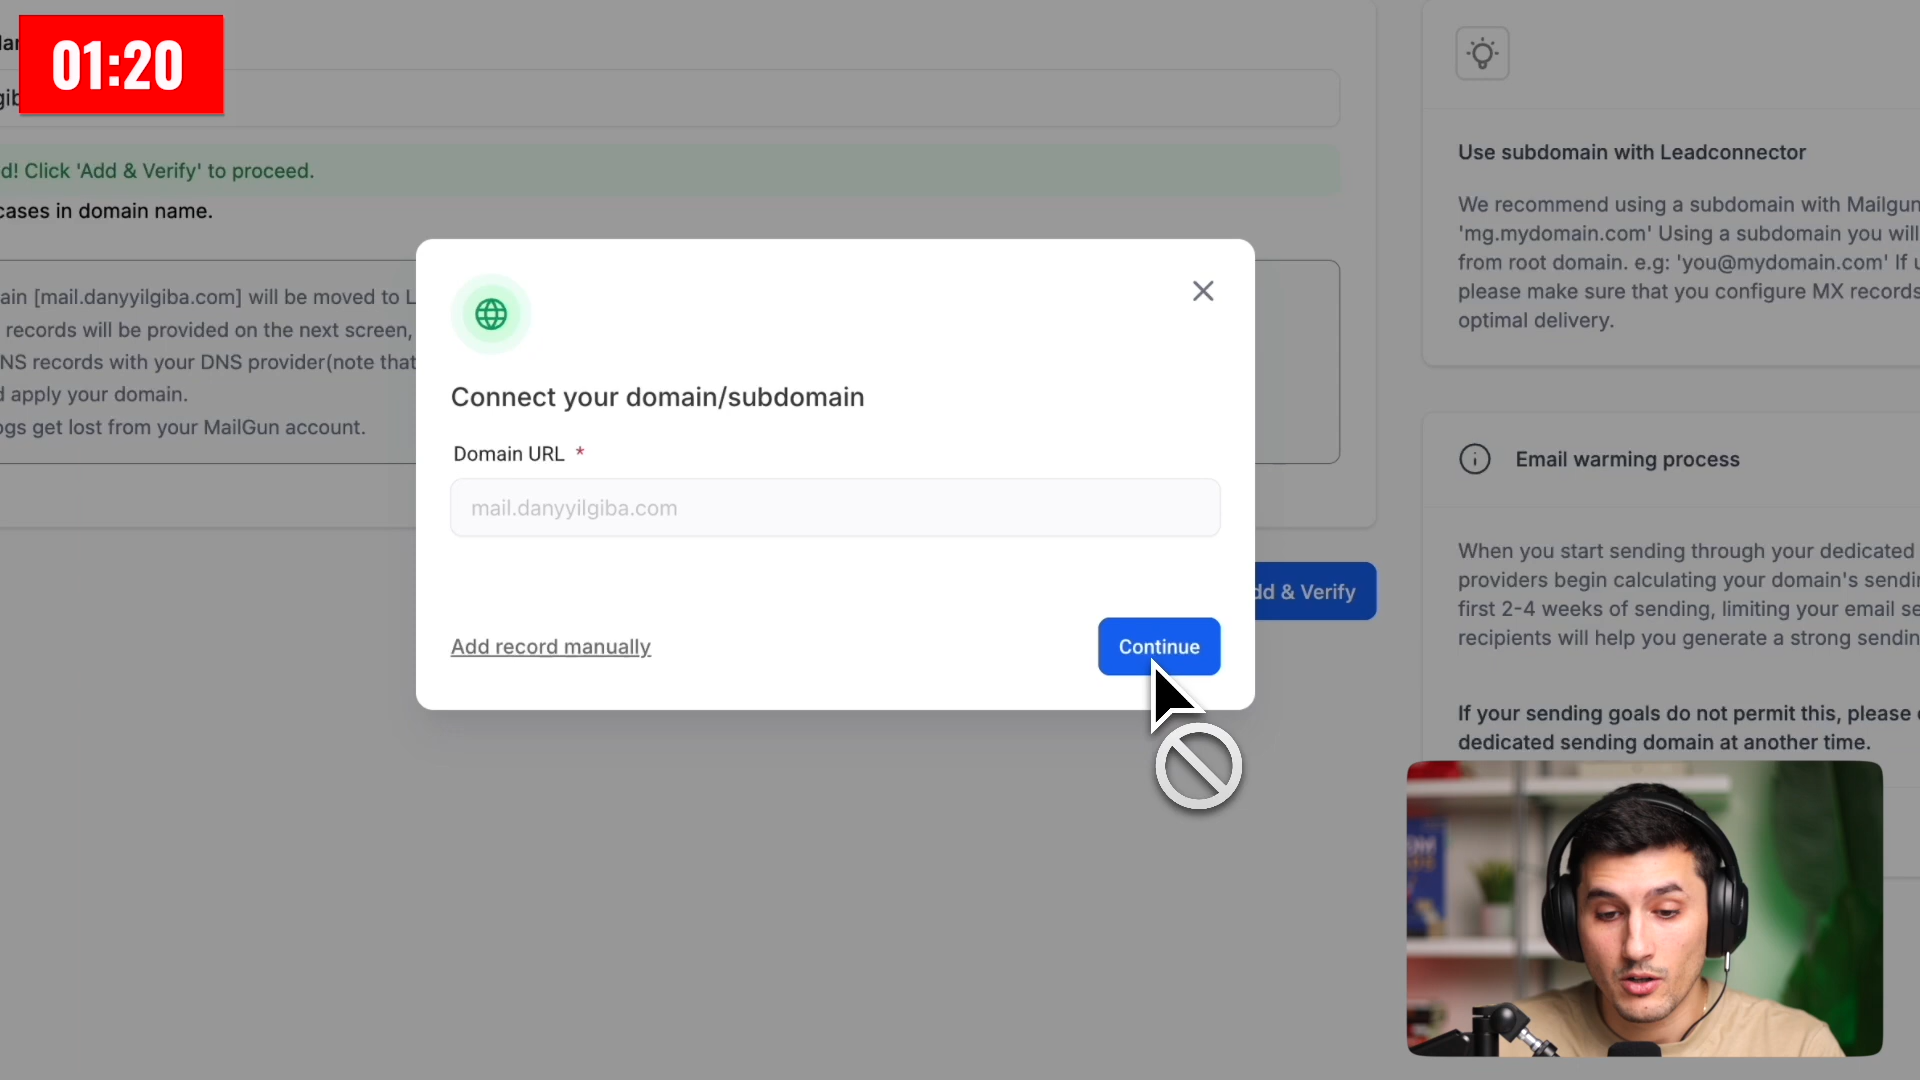 01:20
d! Click 'Add & Verify' to proceed.
cases in domain name.
ain [mail.danyyilgiba.com] will be moved to L
records will be provided on the next screen,
NS records with your DNS provider(note that
d apply your domain.
ogs get lost from your MailGun account.
Connect your domain/subdomain
Domain URL *
mail.danyyilgiba.com
Add record manually
Continue
dd & Verify
Use subdomain with Leadconnector
We recommend using a subdomain with Mailgun
'mg.mydomain.com' Using a subdomain you will
from root domain. e.g: 'you@mydomain.com' If u
please make sure that you configure MX records
optimal delivery.
Email warming process
When you start sending through your dedicated
providers begin calculating your domain's sendin
first 2-4 weeks of sending, limiting your email se
recipients will help you generate a strong sendin
If your sending goals do not permit this, please
dedicated sending domain at another time.